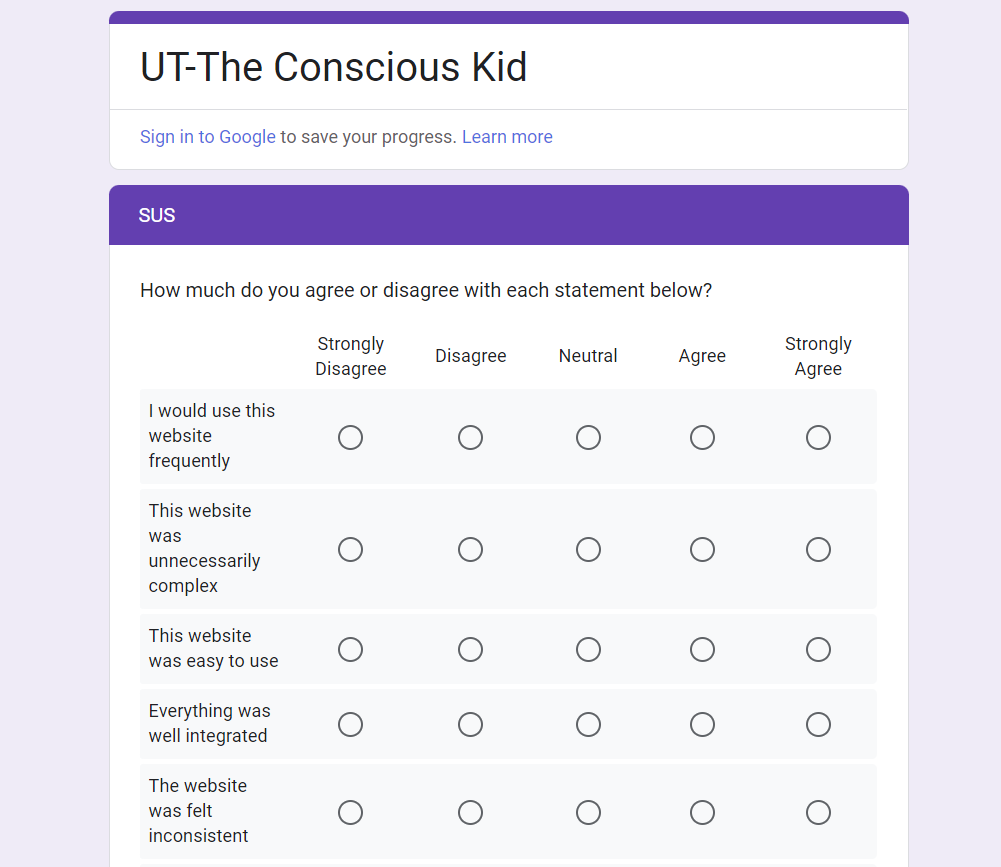 UT-The Conscious Kid
Sign in to Google to save your progress. Learn more
SUS
How much do you agree or disagree with each statement below?
Strongly
Disagree
Disagree
Neutral
Agree
Strongly
Agree
I would use this
website
frequently
This website
was
unnecessarily
complex
This website
was easy to use
Everything was
well integrated
The website
was felt
inconsistent